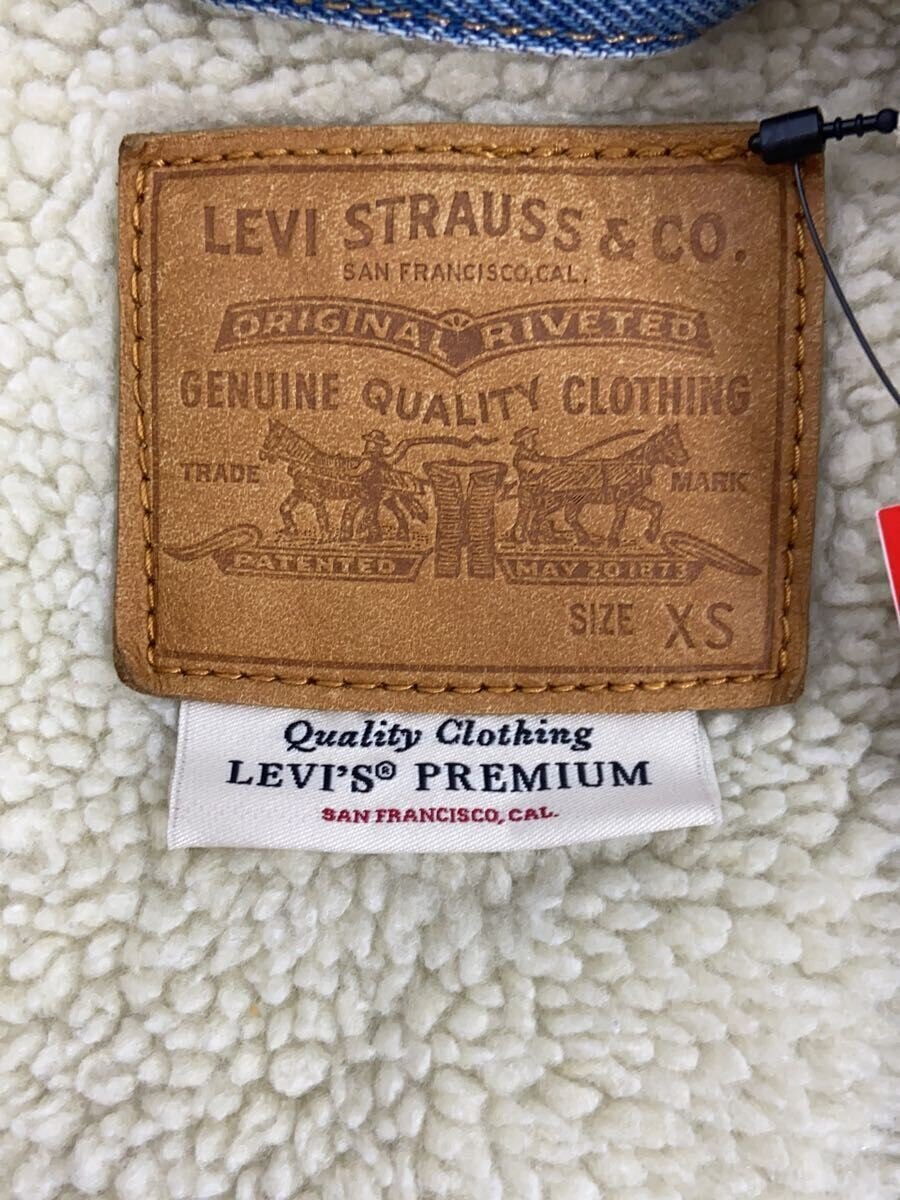 LEVI STRAUSS & CO.
SAN FRANCISCO, CAL.
ORIGINAL RIVETED
GENUINE QUALITY CLOTHING
TRADE MARK
PATENTED MAY 20 1873
SIZE XS
Quality Clothing
LEVI'S® PREMIUM
SAN FRANCISCO, CAL.